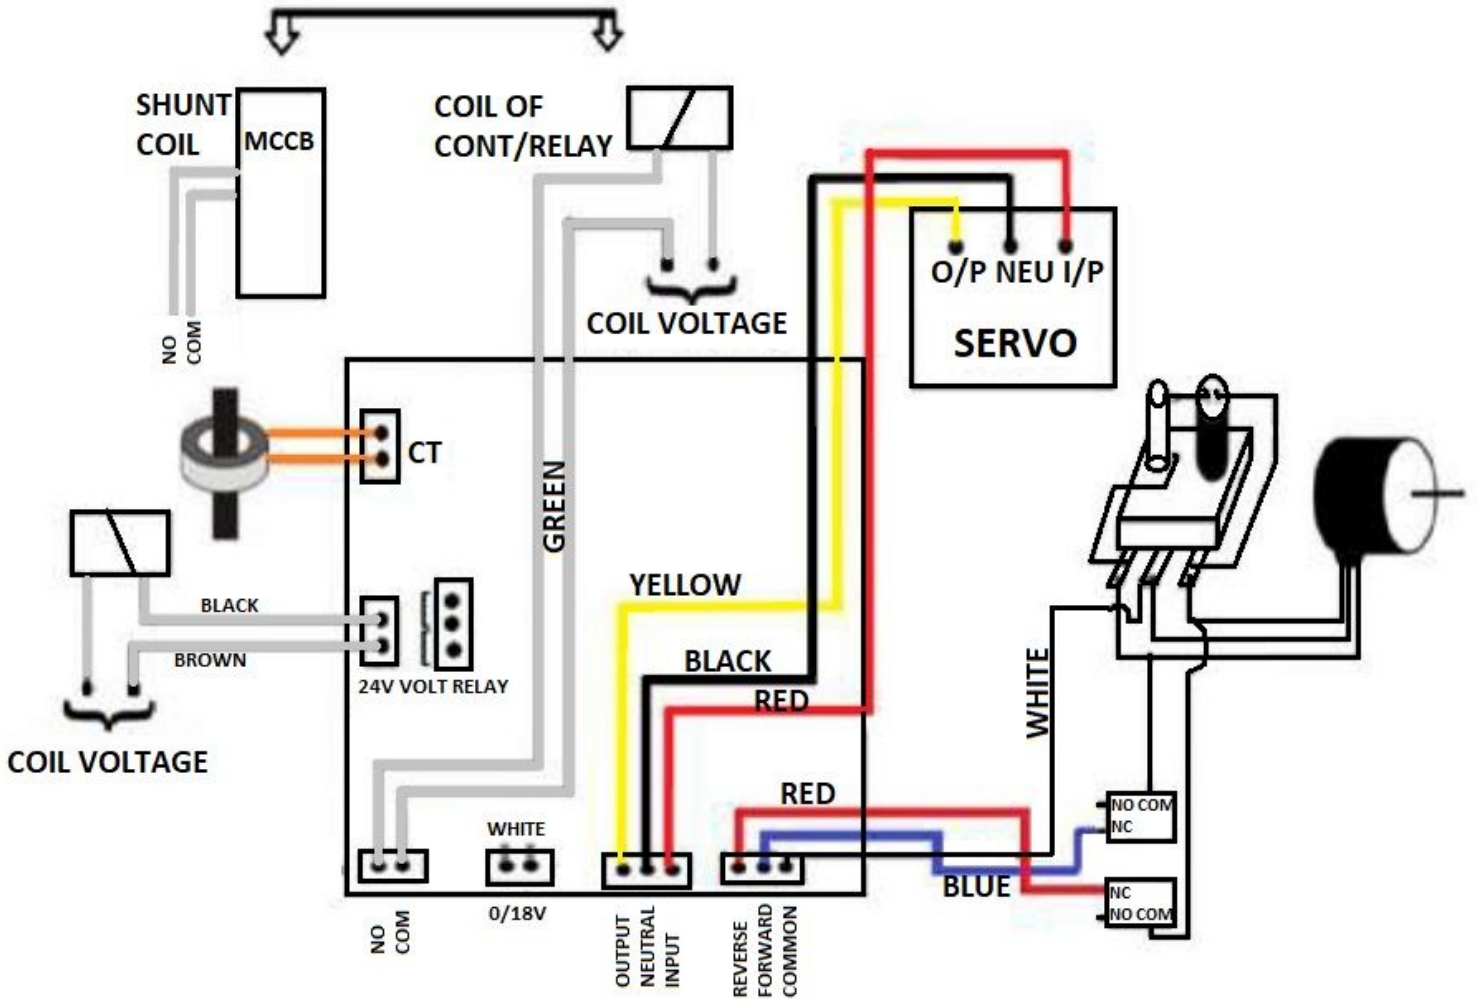 SHUNT
COIL
MCCB
COIL OF
CONT/RELAY
NO
COM
COIL VOLTAGE
O/P NEU I/P
SERVO
CT
GREEN
BLACK
BROWN
24V VOLT RELAY
COIL VOLTAGE
YELLOW
BLACK
RED
WHITE
WHITE
RED
BLUE
NO COM
NC
NC
NO COM
NO
COM
0/18V
OUTPUT
NEUTRAL
INPUT
REVERSE
FORWARD
COMMON